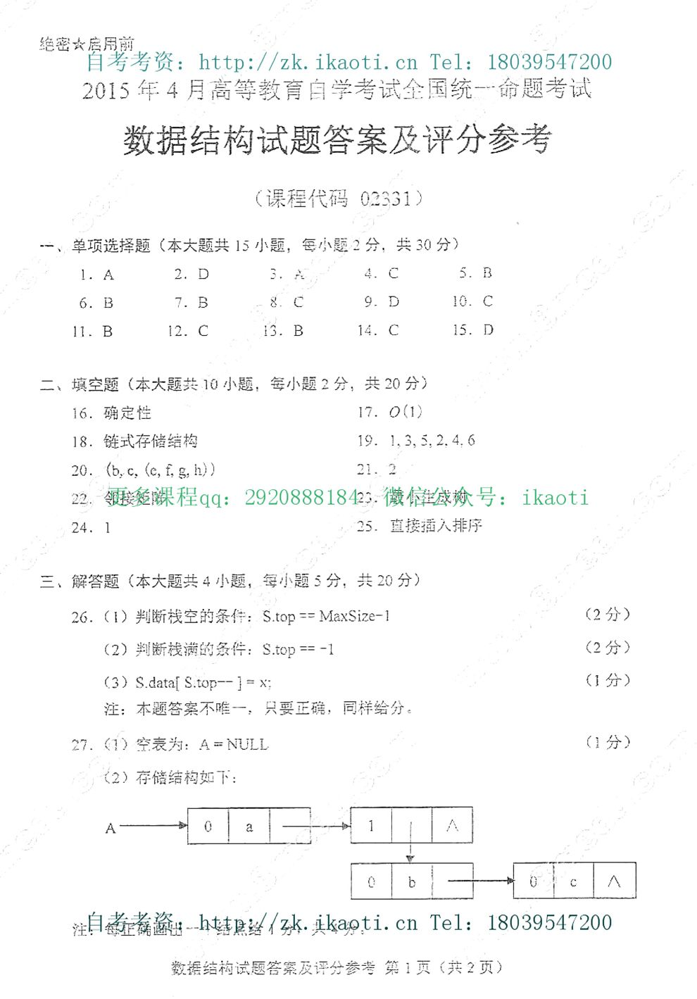 绝密☆启用前
自考考资：http://zk.ikaoti.cn Tel：18039547200
2015年4月高等教育自学考试全国统一命题考试
数据结构试题答案及评分参考
（课程代码 02331）
一、单项选择题（本大题共15小题，每小题2分，共30分）
1．A 2．D 3．A 4．C 5．B
6．B 7．B 8．C 9．D 10．C
11．B 12．C 13．B 14．C 15．D
二、填空题（本大题共10小题，每小题2分，共20分）
16．确定性 17．O(1)
18．链式存储结构 19．1, 3, 5, 2, 4, 6
20．(b, c, (e, f, g, h)) 21．2
22．邻接矩阵 23．最小生成树
更多课程qq：2920888184 微信公众号：ikaoti
24．1 25．直接插入排序
三、解答题（本大题共4小题，每小题5分，共20分）
26．（1）判断栈空的条件：S.top == MaxSize-1 （2分）
（2）判断栈满的条件：S.top == -1 （2分）
（3）S.data[ S.top-- ] = x; （1分）
注：本题答案不唯一，只要正确，同样给分。
27．（1）空表为：A = NULL （1分）
（2）存储结构如下：
A 0 a 1 ∧
0 b 0 c ∧
自考考资：http://zk.ikaoti.cn Tel：18039547200
注：每正确画出一个结点给1分，共4分。
数据结构试题答案及评分参考 第1页（共2页）